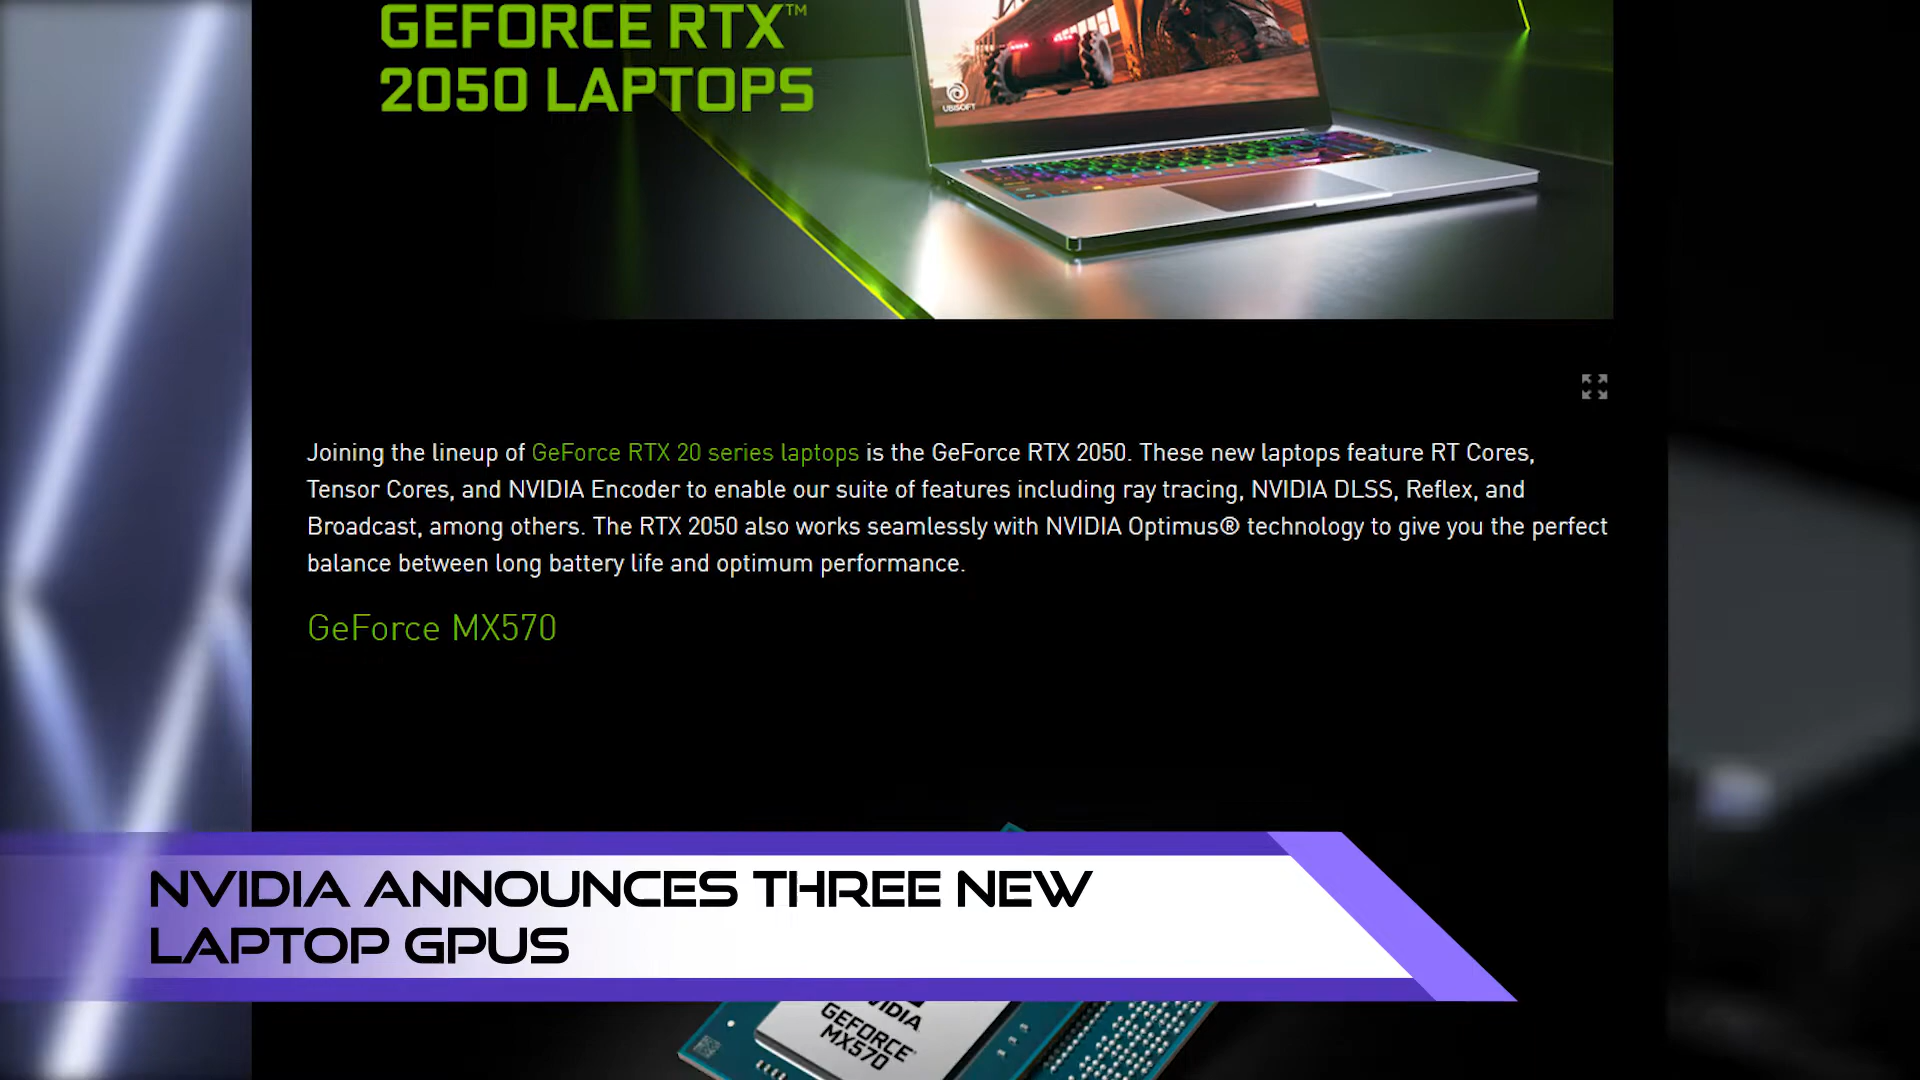 GEFORCE RTX™
2050 LAPTOPS
UBISOFT
Joining the lineup of GeForce RTX 20 series laptops is the GeForce RTX 2050. These new laptops feature RT Cores,
Tensor Cores, and NVIDIA Encoder to enable our suite of features including ray tracing, NVIDIA DLSS, Reflex, and
Broadcast, among others. The RTX 2050 also works seamlessly with NVIDIA Optimus® technology to give you the perfect
balance between long battery life and optimum performance.
GeForce MX570
NVIDIA ANNOUNCES THREE NEW
LAPTOP GPUS
GEFORCE
MX570